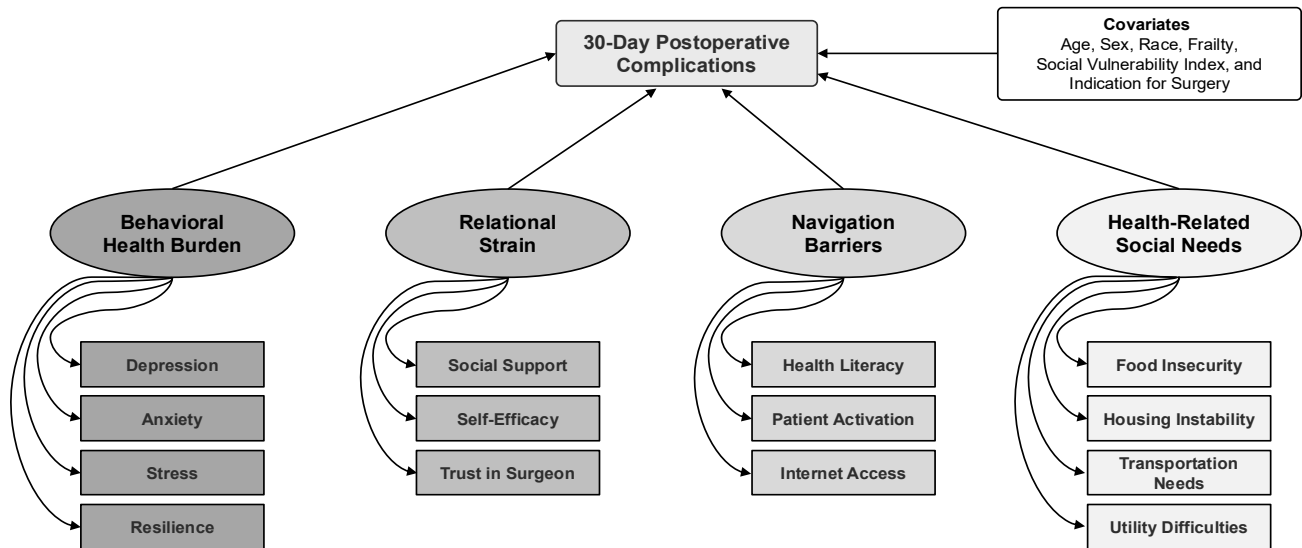 30-Day Postoperative
Complications
Covariates
Age, Sex, Race, Frailty,
Social Vulnerability Index, and
Indication for Surgery
Behavioral
Health Burden
Relational
Strain
Navigation
Barriers
Health-Related
Social Needs
Depression
Anxiety
Stress
Resilience
Social Support
Self-Efficacy
Trust in Surgeon
Health Literacy
Patient Activation
Internet Access
Food Insecurity
Housing Instability
Transportation
Needs
Utility Difficulties